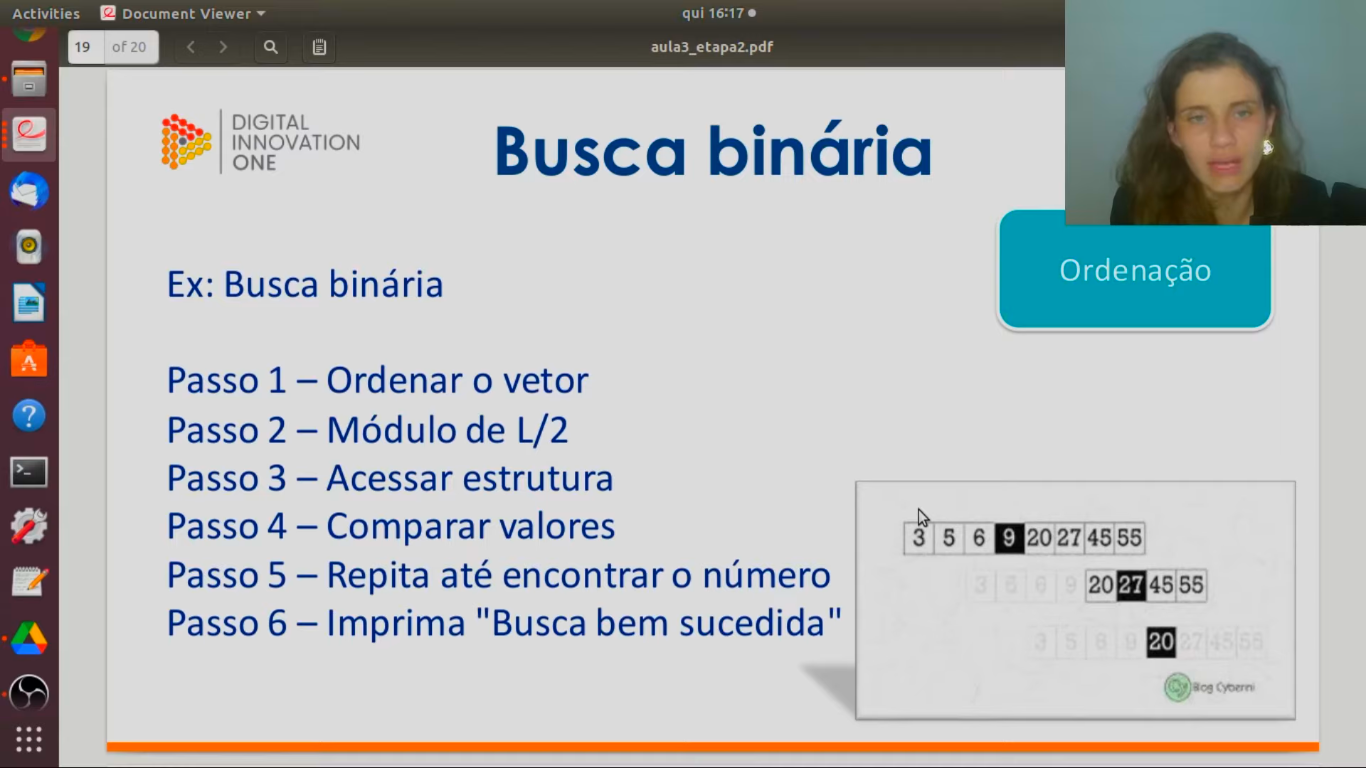 Activities
Document Viewer
qui 16:17
19
of 20
aula3_etapa2.pdf
DIGITAL
INNOVATION
ONE
Busca binária
Ordenação
Ex: Busca binária
Passo 1 – Ordenar o vetor
Passo 2 – Módulo de L/2
Passo 3 – Acessar estrutura
Passo 4 – Comparar valores
Passo 5 – Repita até encontrar o número
Passo 6 – Imprima "Busca bem sucedida"
3 5 6 9 20 27 45 55
3 5 6 9 20 27 45 55
3 5 6 9 20 27 45 55
Blog Cyberni